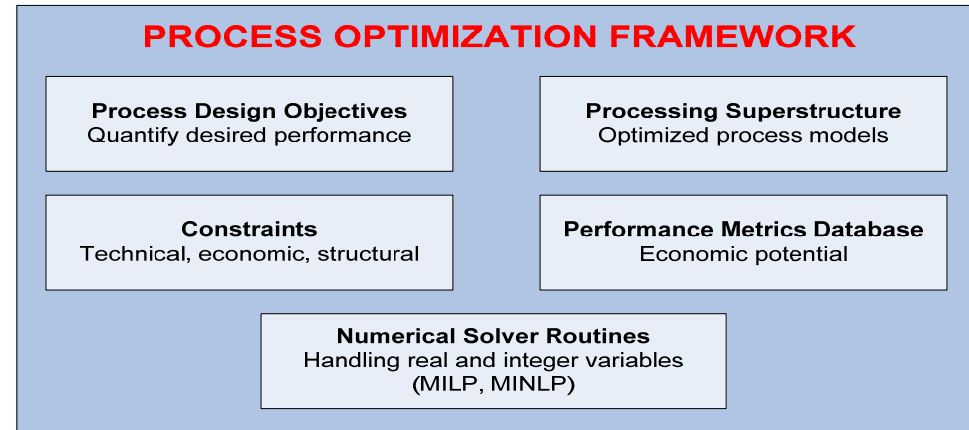 PROCESS OPTIMIZATION FRAMEWORK
Process Design Objectives
Quantify desired performance
Processing Superstructure
Optimized process models
Constraints
Technical, economic, structural
Performance Metrics Database
Economic potential
Numerical Solver Routines
Handling real and integer variables
(MILP, MINLP)